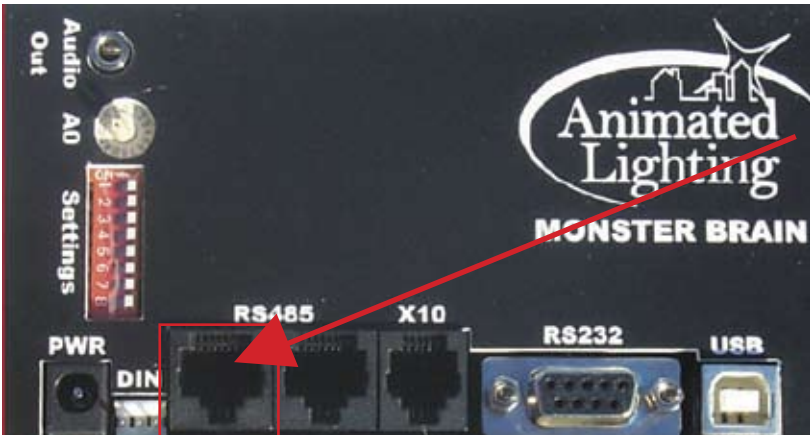 Audio
Out
A0
ON
1
2
3
4
5
6
7
8
Settings
Animated
Lighting
MONSTER BRAIN
RS485
X10
RS232
USB
PWR
DIN